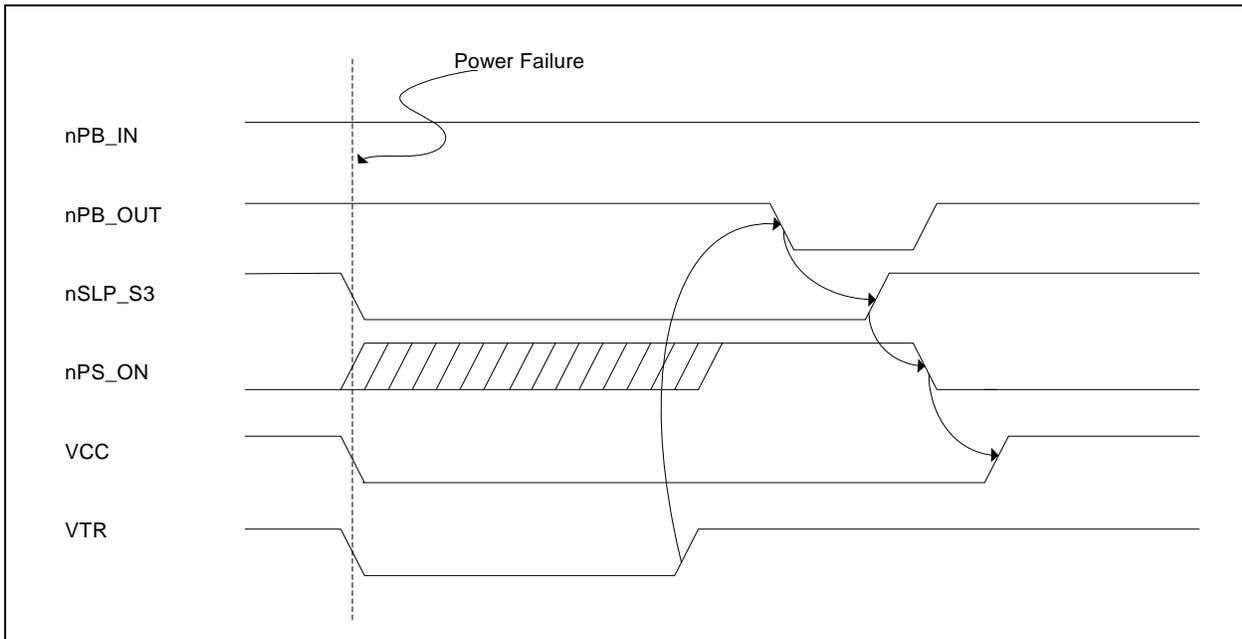 Power Failure
nPB_IN
nPB_OUT
nSLP_S3
nPS_ON
VCC
VTR